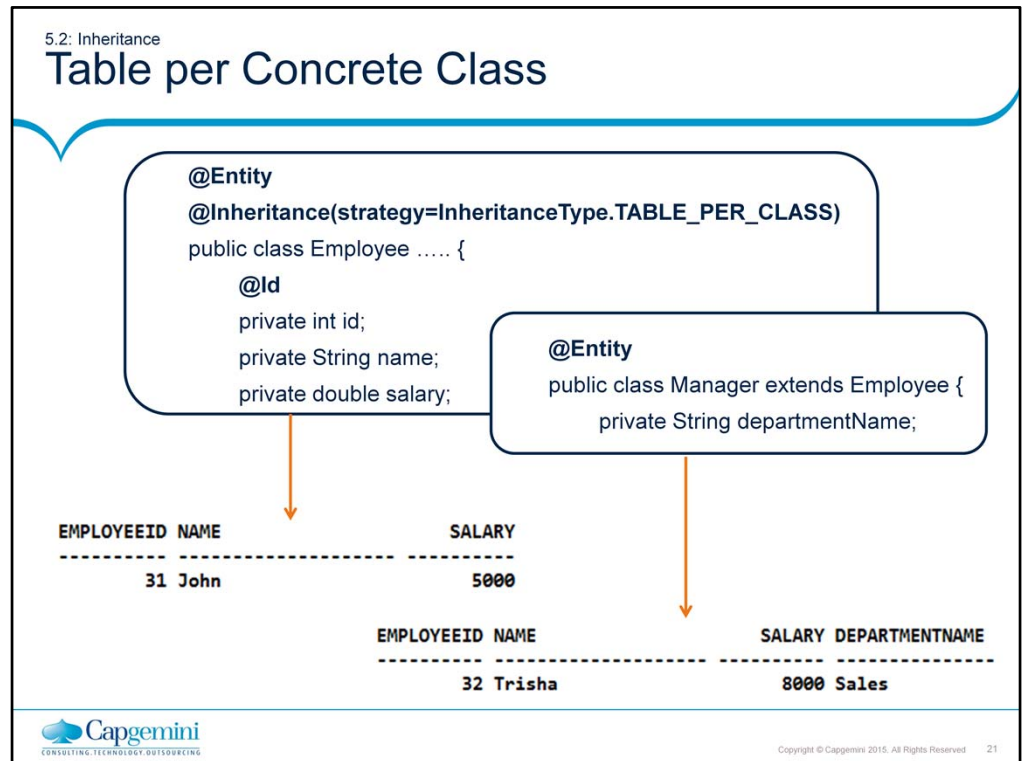 5.2: Inheritance
Table per Concrete Class
@Entity
@Inheritance(strategy=InheritanceType.TABLE_PER_CLASS)
public class Employee ….. {
@Id
private int id;
private String name;
private double salary;
@Entity
public class Manager extends Employee {
private String departmentName;
EMPLOYEEID NAME SALARY
---------- -------------------- ----------
31 John 5000
EMPLOYEEID NAME SALARY DEPARTMENTNAME
---------- -------------------- ---------- ---------------
32 Trisha 8000 Sales
Capgemini
CONSULTING.TECHNOLOGY.OUTSOURCING
Copyright © Capgemini 2015. All Rights Reserved 21